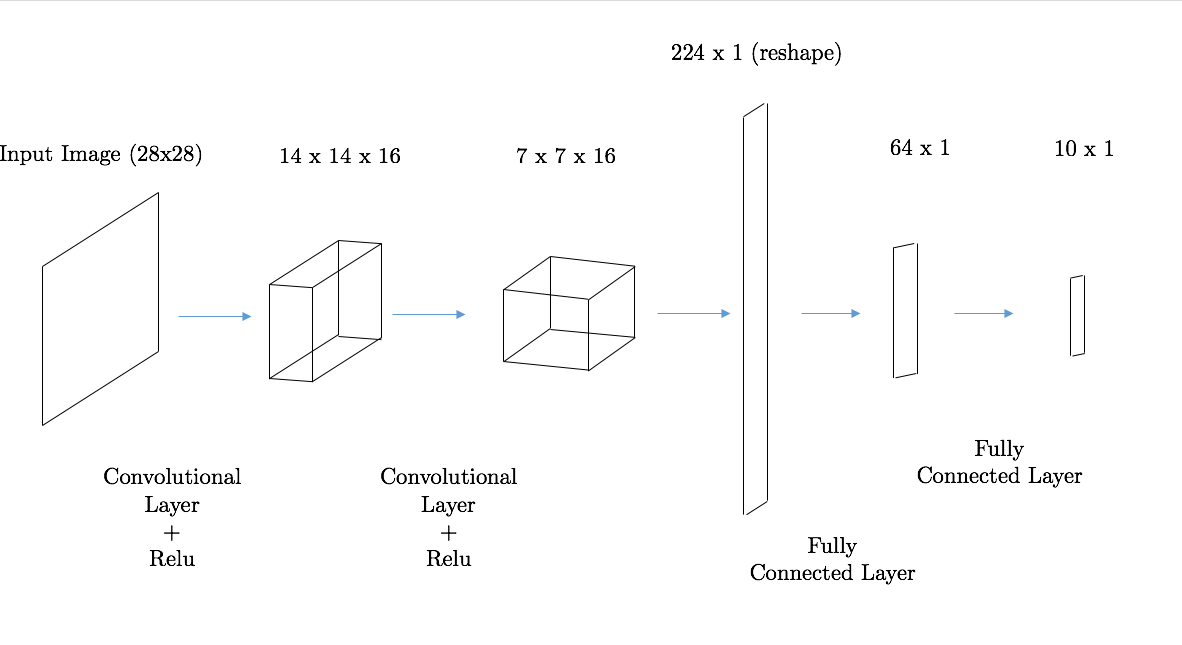 224 x 1 (reshape)
Input Image (28x28)
14 x 14 x 16
7 x 7 x 16
64 x 1
10 x 1
Convolutional
Layer
+
Relu
Convolutional
Layer
+
Relu
Fully
Connected Layer
Fully
Connected Layer